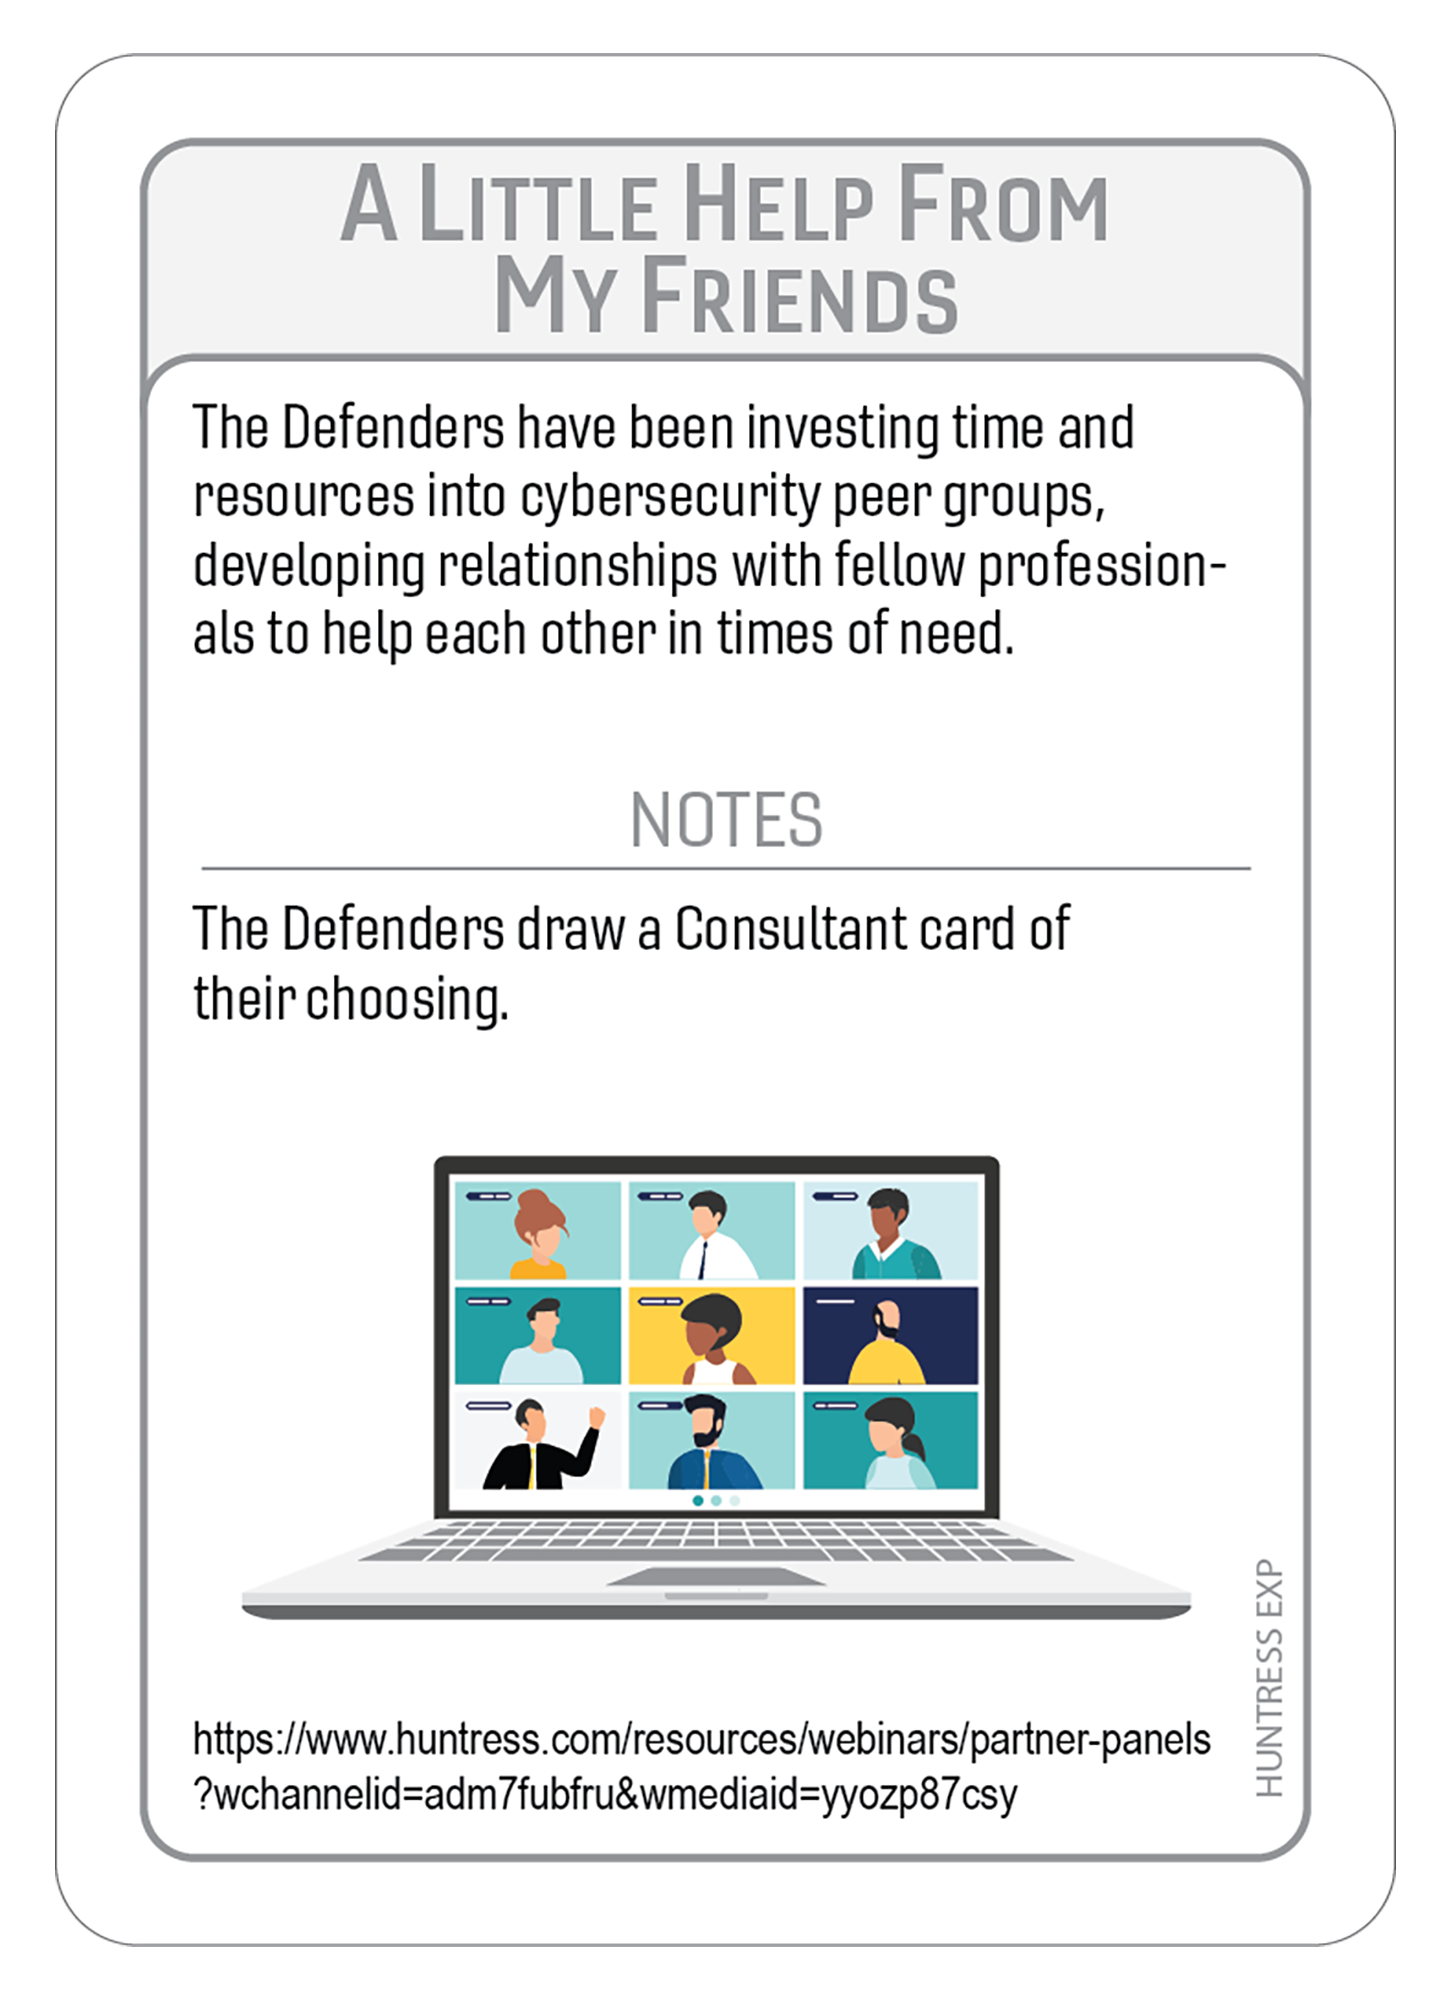 A Little Help From
My Friends
The Defenders have been investing time and
resources into cybersecurity peer groups,
developing relationships with fellow profession-
als to help each other in times of need.
NOTES
The Defenders draw a Consultant card of
their choosing.
HUNTRESS EXP
https://www.huntress.com/resources/webinars/partner-panels
?wchannelid=adm7fubfru&wmediaid=yyozp87csy